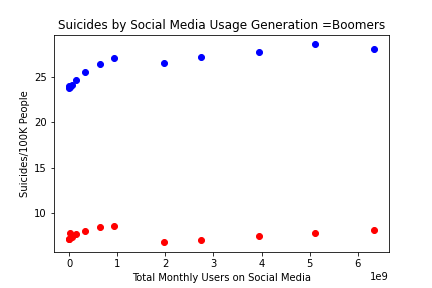 Suicides by Social Media Usage Generation =Boomers
Suicides/100K People
25
20
15
10
0 1 2 3 4 5 6
1e9
Total Monthly Users on Social Media